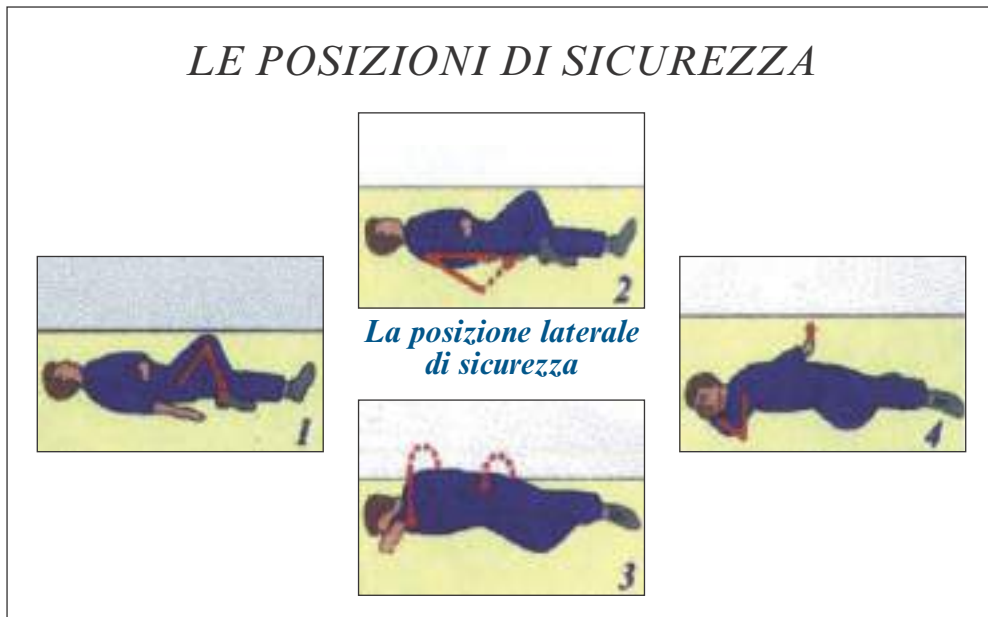 LE POSIZIONI DI SICUREZZA
2
La posizione laterale
di sicurezza
1
4
3